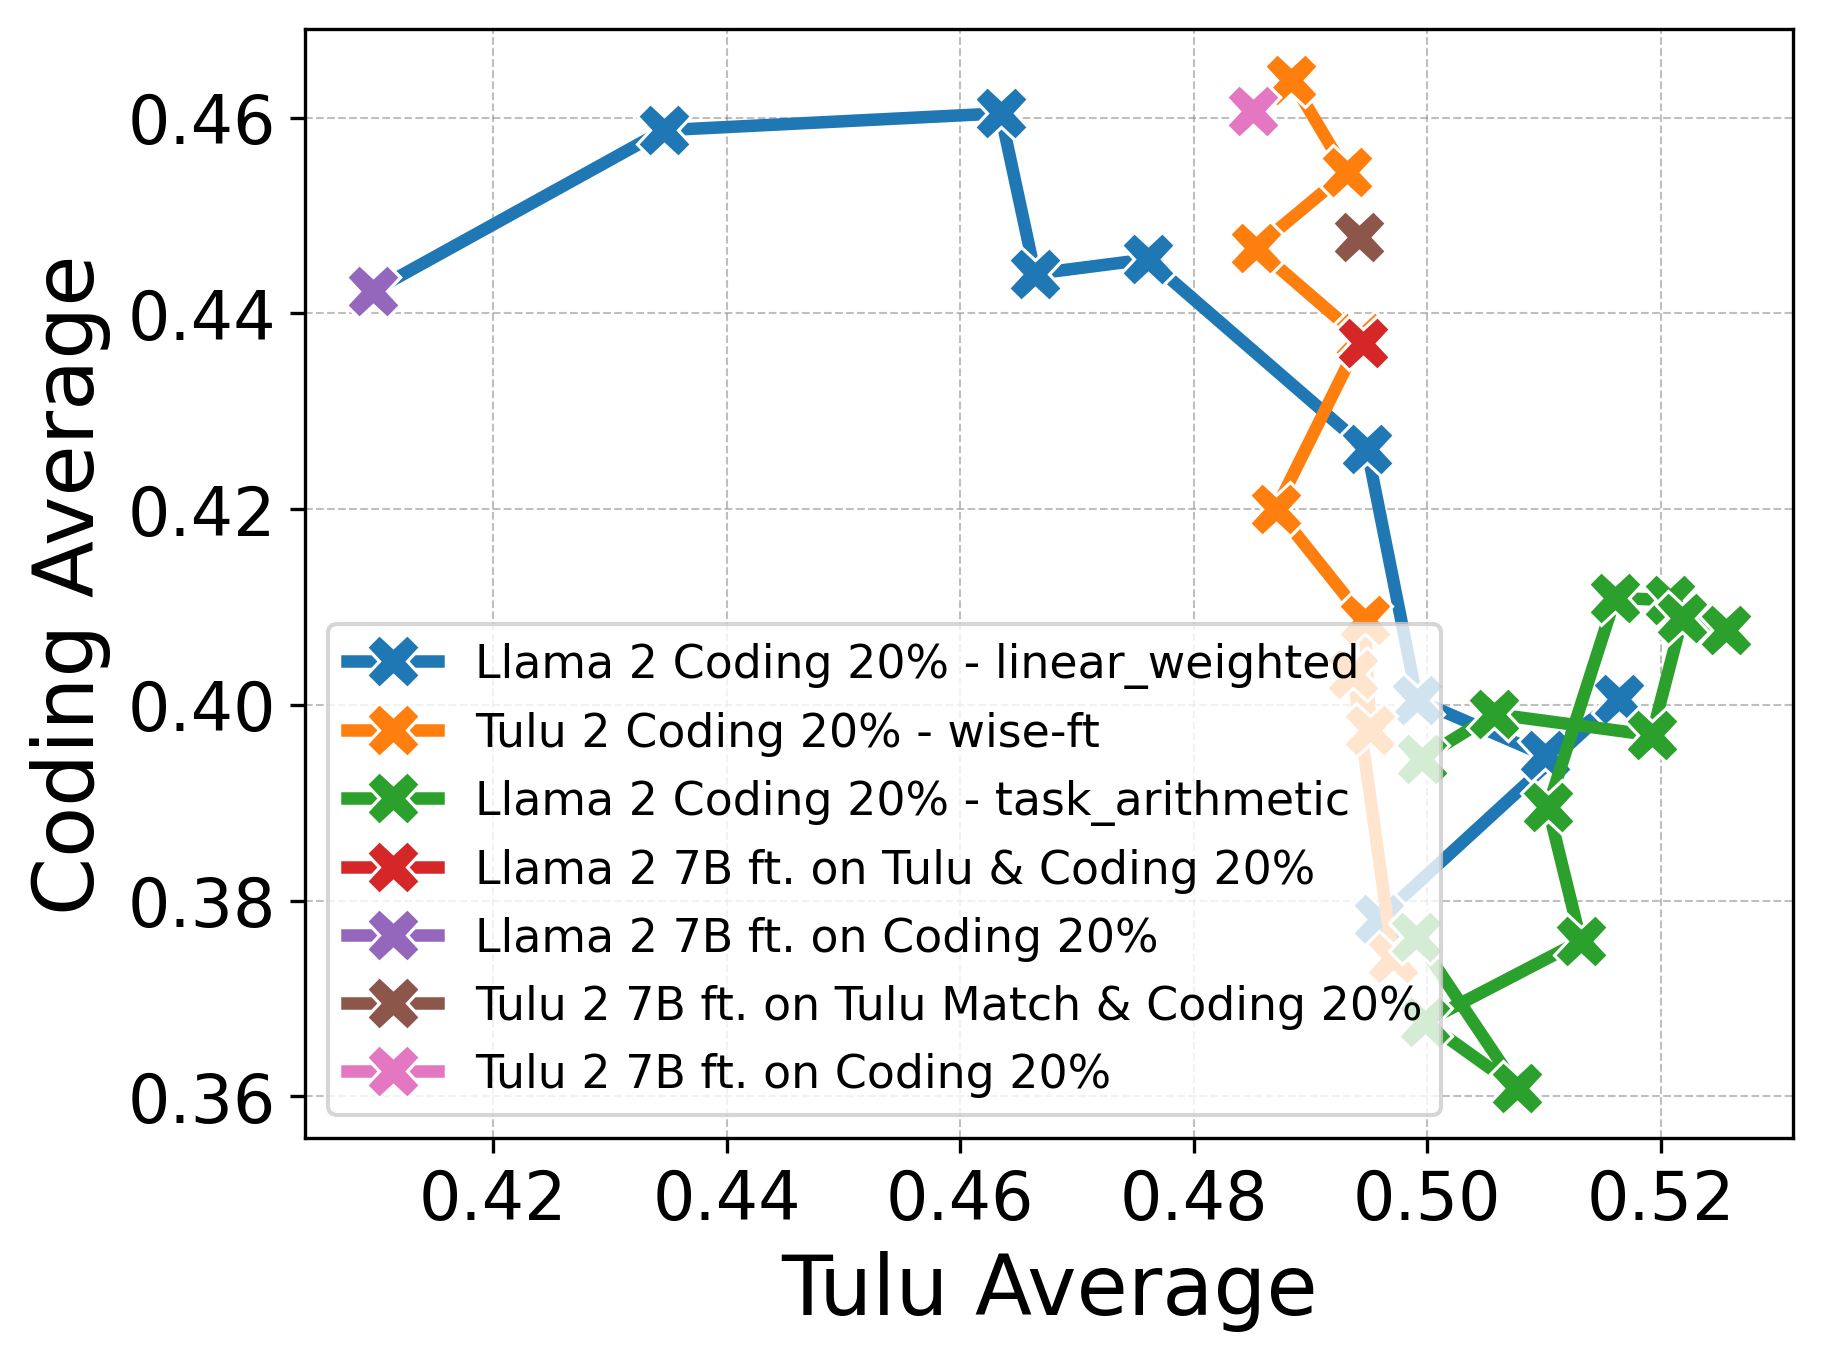 0.46
0.44
0.42
0.40
0.38
0.36
Coding Average
Llama 2 Coding 20% - linear_weighted
Tulu 2 Coding 20% - wise-ft
Llama 2 Coding 20% - task_arithmetic
Llama 2 7B ft. on Tulu & Coding 20%
Llama 2 7B ft. on Coding 20%
Tulu 2 7B ft. on Tulu Match & Coding 20%
Tulu 2 7B ft. on Coding 20%
0.42 0.44 0.46 0.48 0.50 0.52
Tulu Average